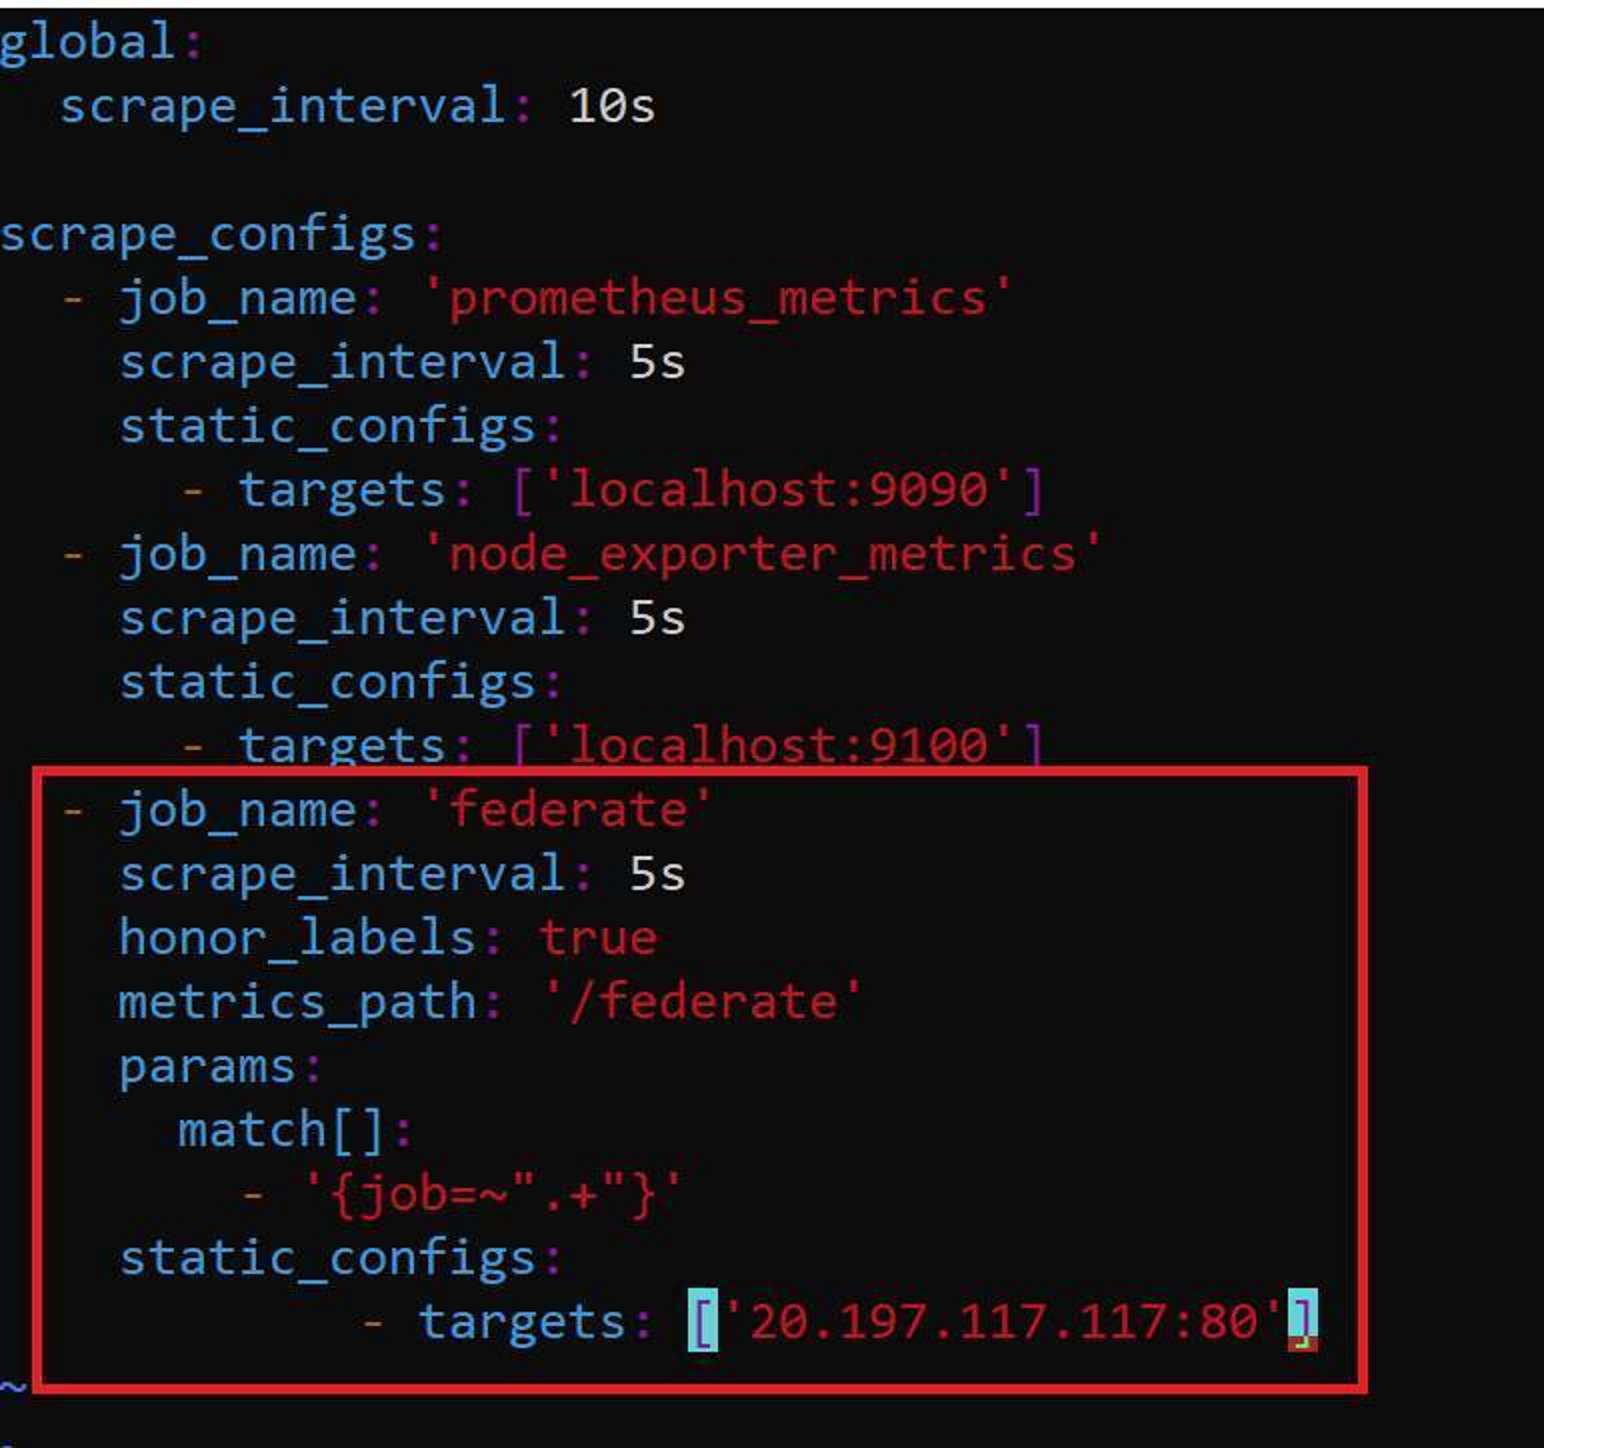 global:
  scrape_interval: 10s

scrape_configs:
  - job_name: 'prometheus_metrics'
    scrape_interval: 5s
    static_configs:
      - targets: ['localhost:9090']
  - job_name: 'node_exporter_metrics'
    scrape_interval: 5s
    static_configs:
      - targets: ['localhost:9100']
  - job_name: 'federate'
    scrape_interval: 5s
    honor_labels: true
    metrics_path: '/federate'
    params:
      match[]:
        - '{job=~".+"}'
    static_configs:
            - targets: ['20.197.117.117:80']
~